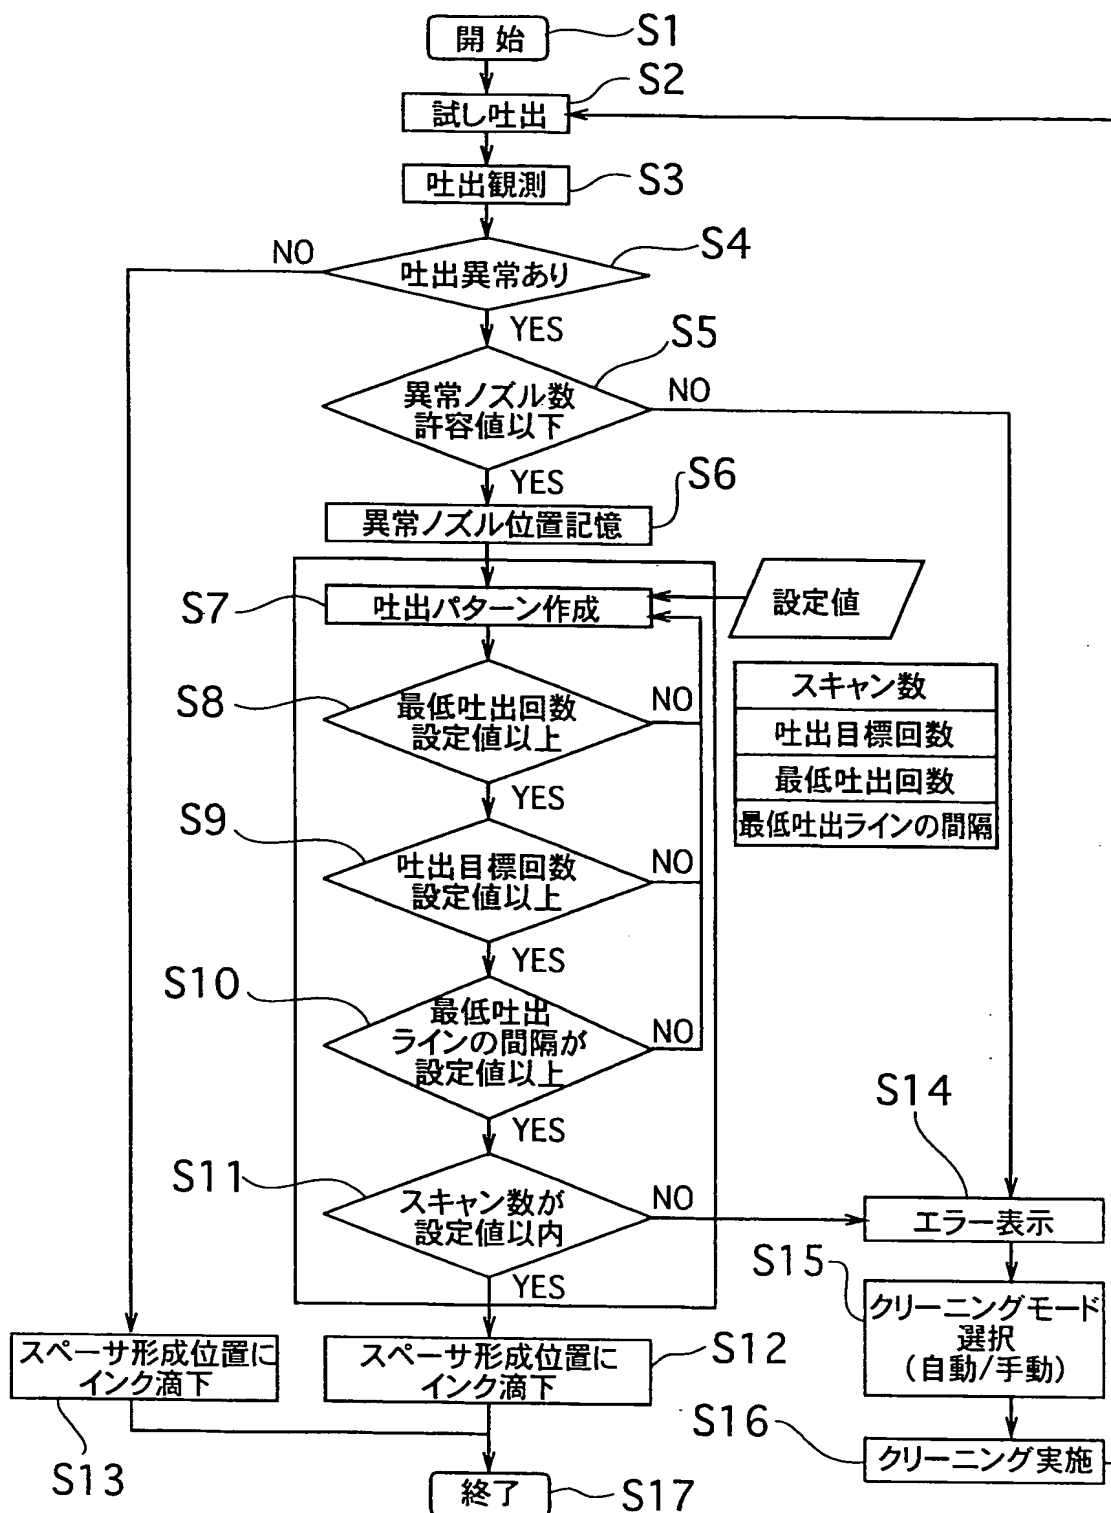 開始
S1
試し吐出
S2
吐出観測
S3
吐出異常あり
S4
NO
YES
異常ノズル数
許容値以下
S5
NO
YES
異常ノズル位置記憶
S6
S7
吐出パターン作成
設定値
スキャン数
吐出目標回数
最低吐出回数
最低吐出ラインの間隔
S8
最低吐出回数
設定値以上
NO
YES
S9
吐出目標回数
設定値以上
NO
YES
S10
最低吐出
ラインの間隔が
設定値以上
NO
YES
S11
スキャン数が
設定値以内
NO
YES
S14
エラー表示
S15
クリーニングモード
選択
(自動/手動)
S16
クリーニング実施
スペーサ形成位置に
インク滴下
S12
スペーサ形成位置に
インク滴下
S13
終了
S17